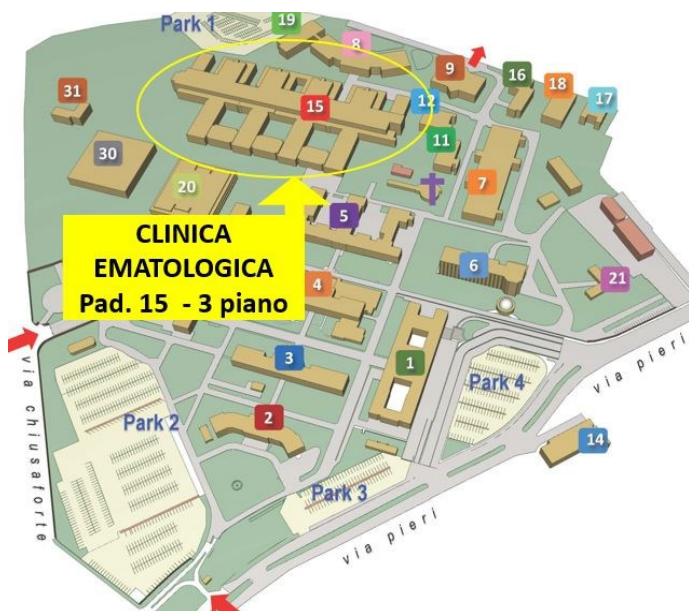 19
Park 1
8
9
16
18
17
31
12
15
11
30
20
7
5
CLINICA
EMATOLOGICA
Pad. 15 - 3 piano
6
21
4
3
1
Park 4
via pieri
via chiusaforte
Park 2
2
14
Park 3
via pieri